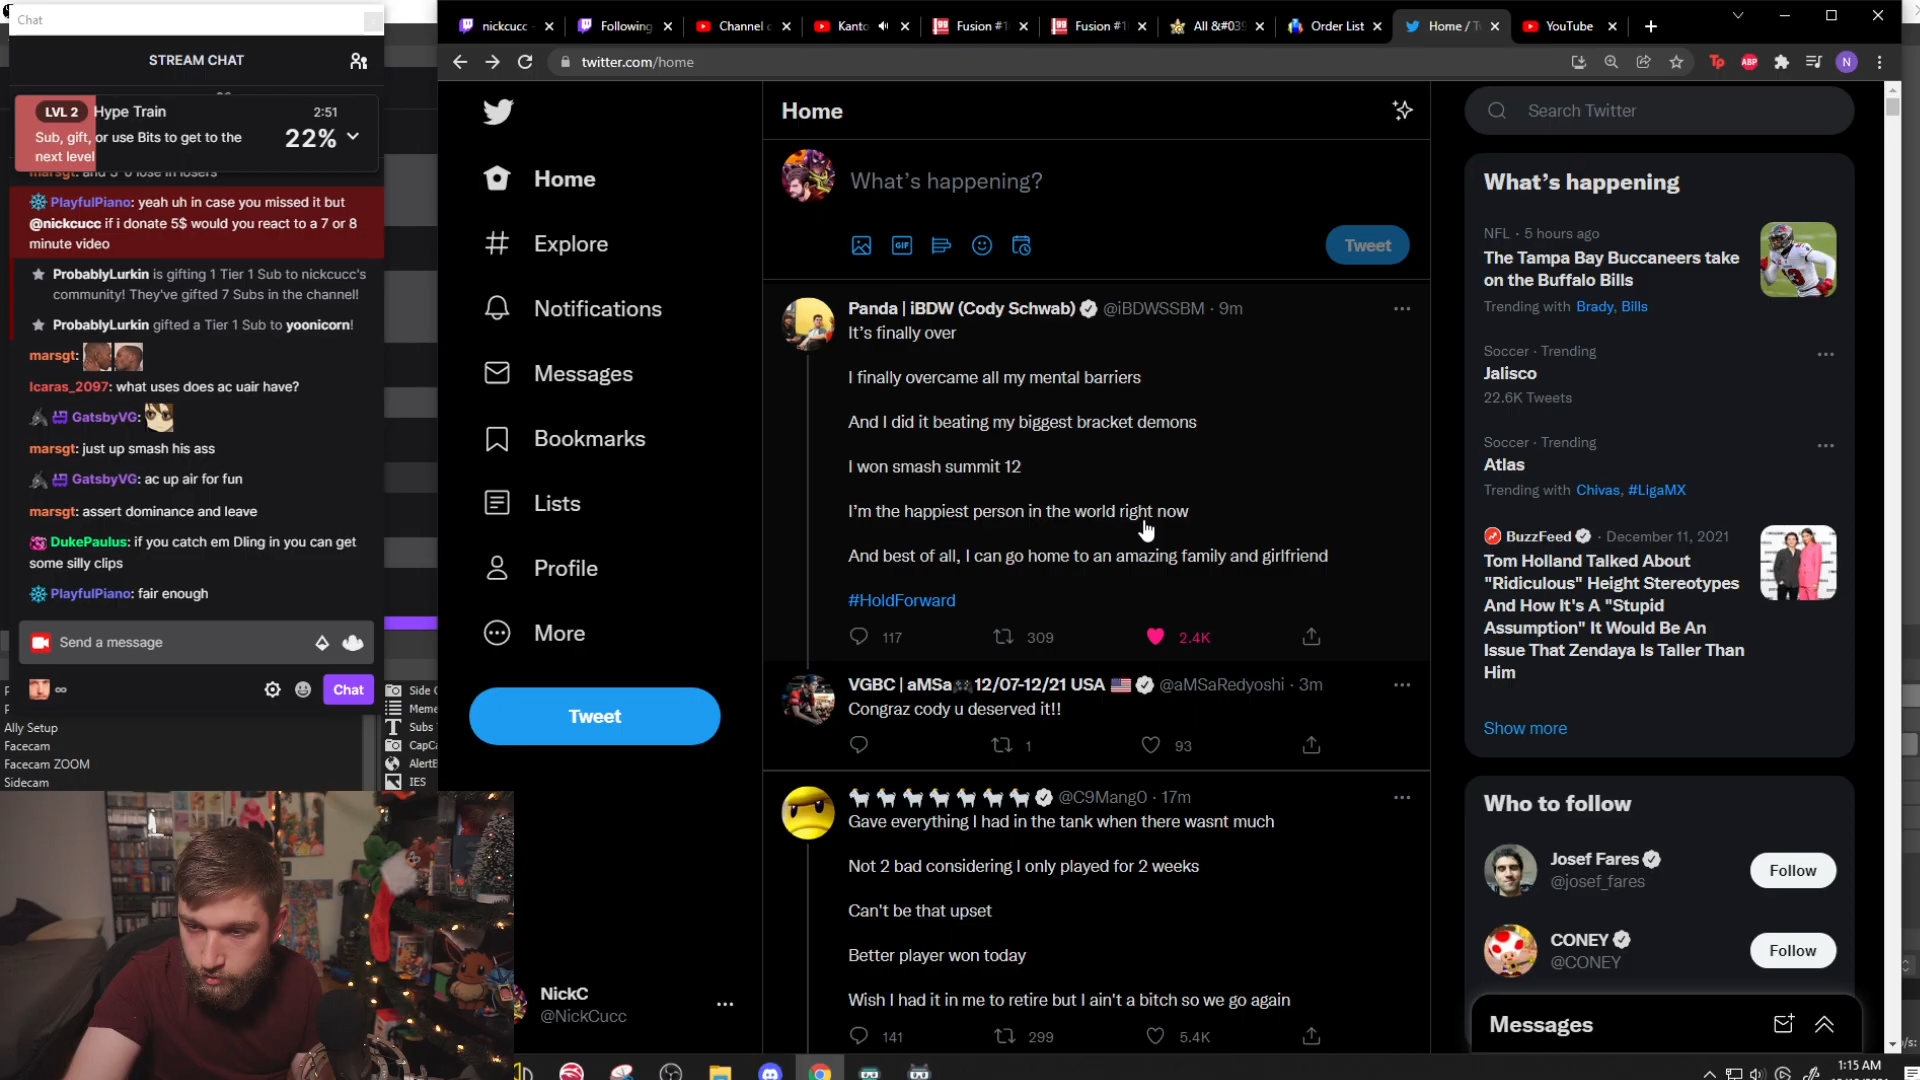 Chat
STREAM CHAT
LVL 2 Hype Train 2:51
Sub, gift, or use Bits to get to the
next level
22%
marsgt: and 3-0 lose in losers
PlayfulPiano: yeah uh in case you missed it but
@nickcucc if i donate 5$ would you react to a 7 or 8
minute video
ProbablyLurkin is gifting 1 Tier 1 Sub to nickcucc's
community! They've gifted 7 Subs in the channel!
ProbablyLurkin gifted a Tier 1 Sub to yoonicorn!
marsgt:
Icaras_2097: what uses does ac uair have?
GatsbyVG:
marsgt: just up smash his ass
GatsbyVG: ac up air for fun
marsgt: assert dominance and leave
DukePaulus: if you catch em Dling in you can get
some silly clips
PlayfulPiano: fair enough
Send a message
∞
Chat
Ally Setup
Facecam
Facecam ZOOM
Sidecam
Side
Meme
Subs
CapC
AlertE
IES
nickcucc
Following
Channel
Kanto
Fusion #1
Fusion #1
All &#039
Order List
Home / T
YouTube
twitter.com/home
Home
Explore
Notifications
Messages
Bookmarks
Lists
Profile
More
Tweet
NickC
@NickCucc
Home
What's happening?
GIF
Tweet
Panda | iBDW (Cody Schwab) @iBDWSSBM · 9m
It's finally over
I finally overcame all my mental barriers
And I did it beating my biggest bracket demons
I won smash summit 12
I'm the happiest person in the world right now
And best of all, I can go home to an amazing family and girlfriend
#HoldForward
117 309 2.4K
VGBC | aMSa🎮12/07-12/21 USA 🇺🇸 @aMSaRedyoshi · 3m
Congraz cody u deserved it!!
1 93
🐐🐐🐐🐐🐐🐐🐐 @C9Mang0 · 17m
Gave everything I had in the tank when there wasnt much
Not 2 bad considering I only played for 2 weeks
Can't be that upset
Better player won today
Wish I had it in me to retire but I ain't a bitch so we go again
141 299 5.4K
Search Twitter
What's happening
NFL · 5 hours ago
The Tampa Bay Buccaneers take
on the Buffalo Bills
Trending with Brady, Bills
Soccer · Trending
Jalisco
22.6K Tweets
Soccer · Trending
Atlas
Trending with Chivas, #LigaMX
BuzzFeed · December 11, 2021
Tom Holland Talked About
"Ridiculous" Height Stereotypes
And How It's A "Stupid
Assumption" It Would Be An
Issue That Zendaya Is Taller Than
Him
Show more
Who to follow
Josef Fares
@josef_fares
Follow
CONEY
@CONEY
Follow
Messages
1:15 AM